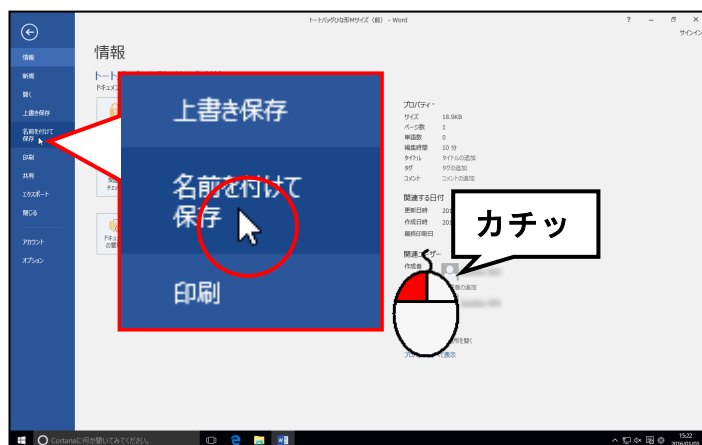 トートバッグひな形Mサイズ（前） - Word
サインイン
情報
新規
開く
上書き保存
名前を付けて
保存
印刷
共有
エクスポート
閉じる
アカウント
オプション
情報
上書き保存
名前を付けて
保存
印刷
プロパティ
サイズ 18.9KB
ページ数 1
単語数 0
編集時間 10 分
タイトル タイトルの追加
タグ タグの追加
コメント コメントの追加
関連する日付
更新日時
作成日時
最終印刷日
カチッ
作成者
Cortanaに何か聞いてみてください。
15:22
2016/01/03